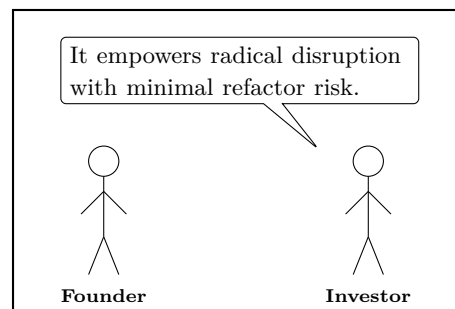 It empowers radical disruption
with minimal refactor risk.
Founder
Investor